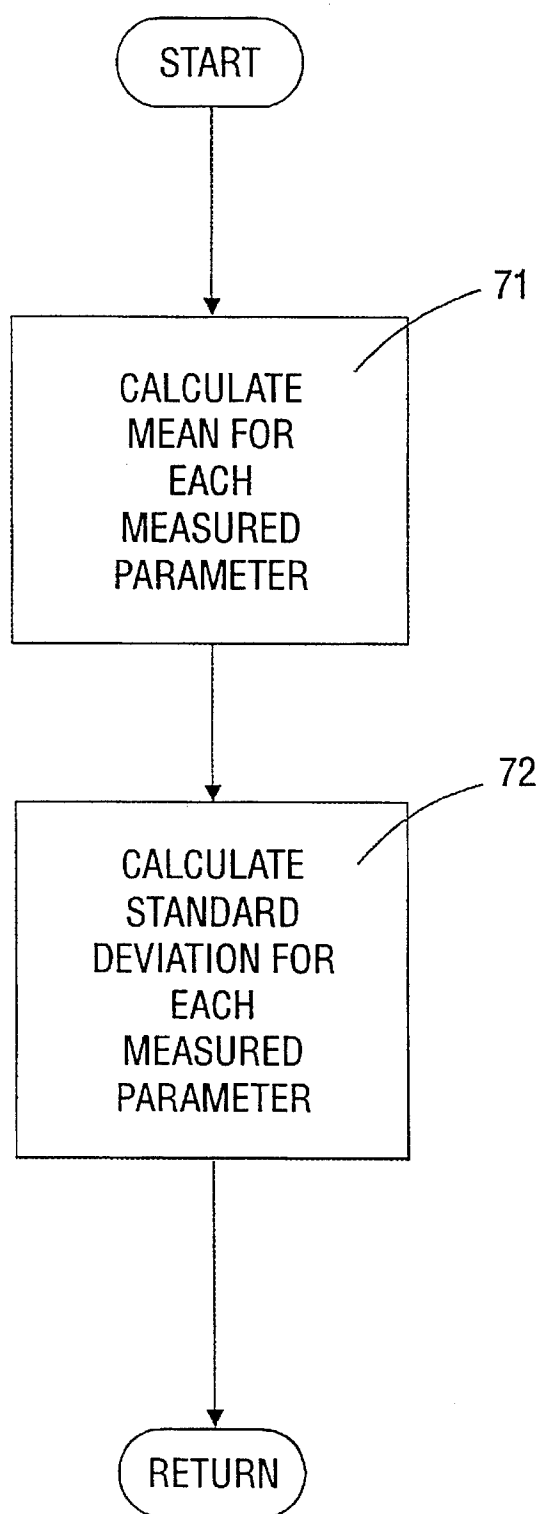 START
71
CALCULATE
MEAN FOR
EACH
MEASURED
PARAMETER
72
CALCULATE
STANDARD
DEVIATION FOR
EACH
MEASURED
PARAMETER
RETURN